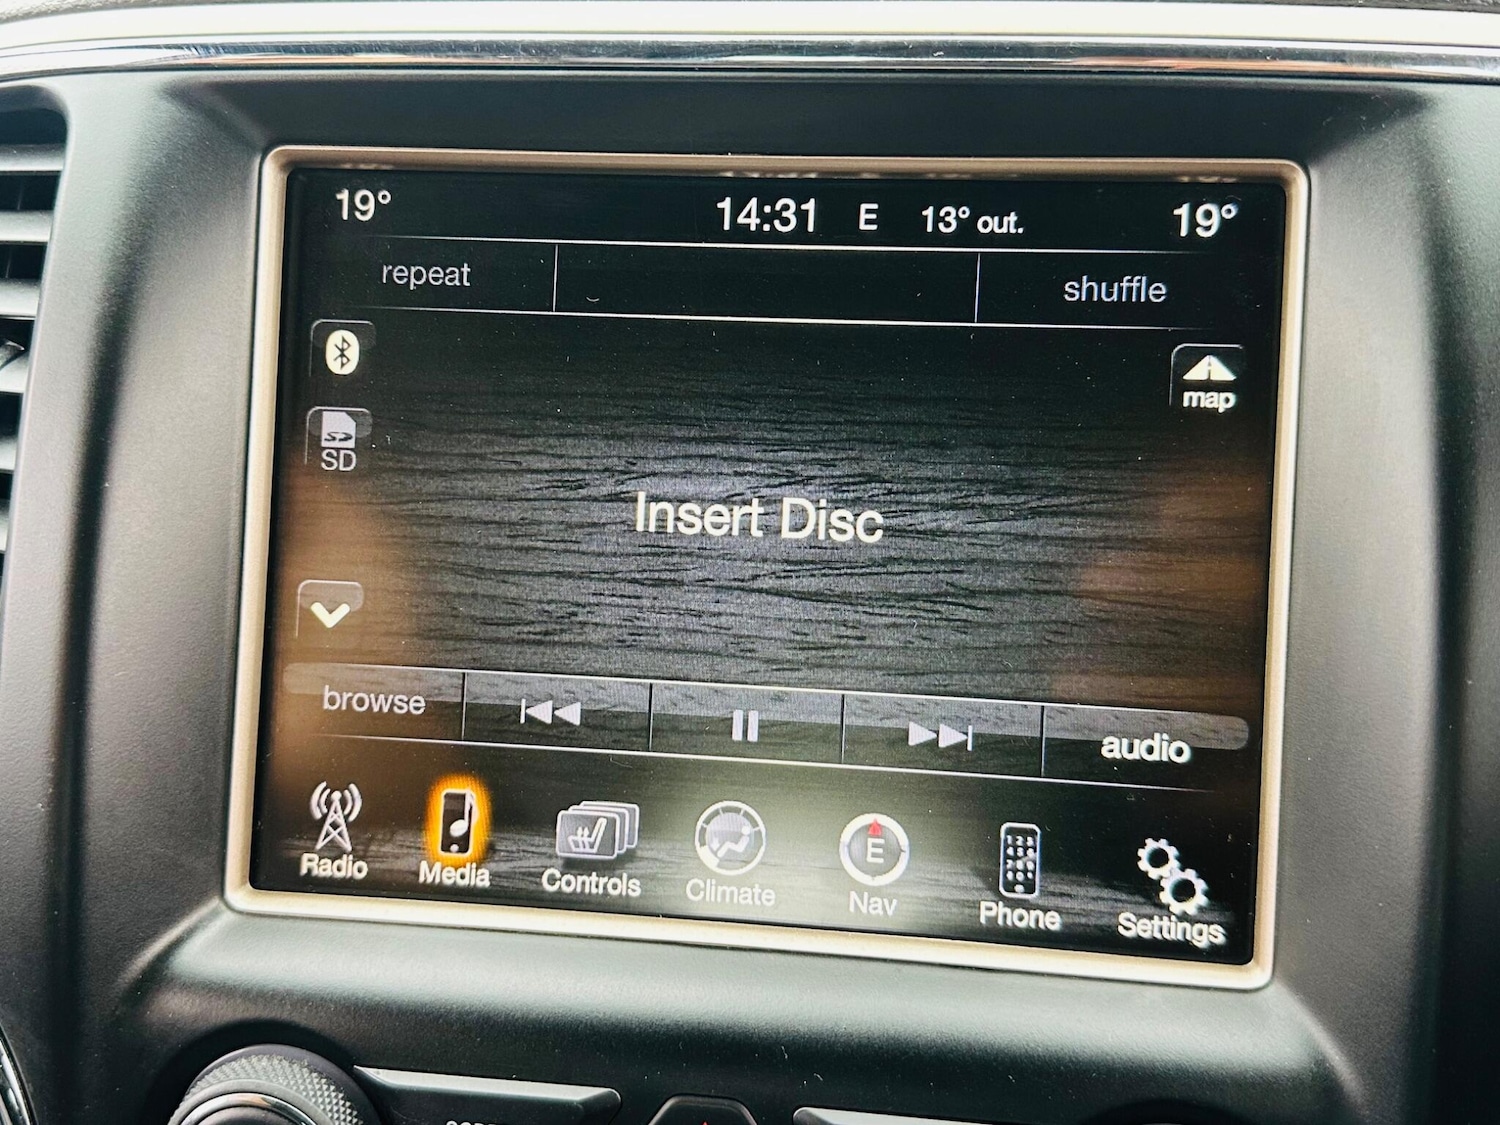 19° 14:31 E 13° out. 19°
repeat shuffle
map
SD
SD
Insert Disc
browse audio
Radio Media Controls Climate E Nav Phone Settings